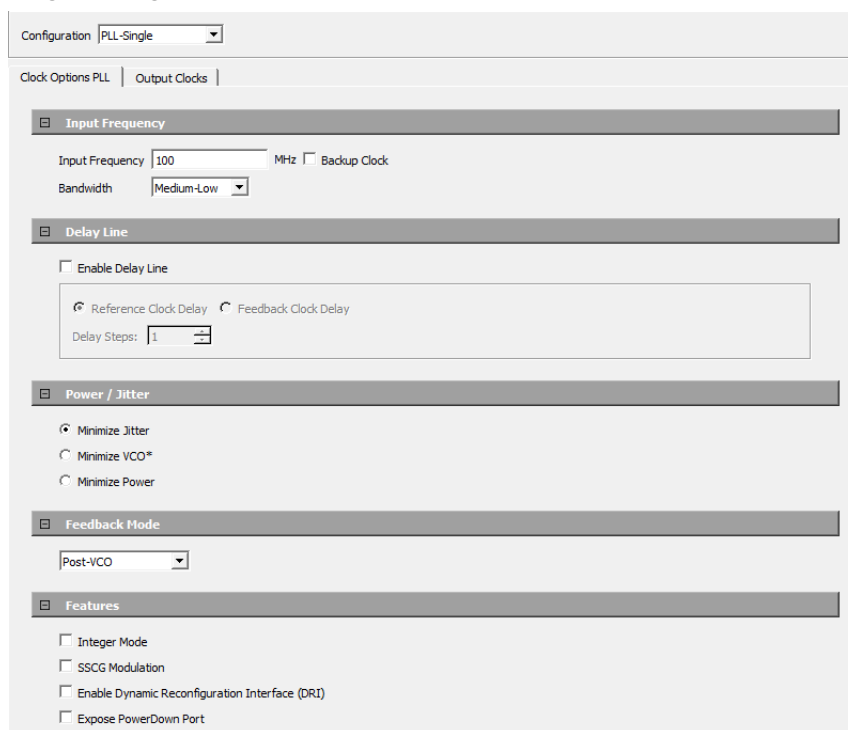 Configuration PLL-Single
Clock Options PLL Output Clocks
Input Frequency
Input Frequency 100 MHz Backup Clock
Bandwidth Medium-Low
Delay Line
Enable Delay Line
Reference Clock Delay Feedback Clock Delay
Delay Steps: 1
Power / Jitter
Minimize Jitter
Minimize VCO*
Minimize Power
Feedback Mode
Post-VCO
Features
Integer Mode
SSCG Modulation
Enable Dynamic Reconfiguration Interface (DRI)
Expose PowerDown Port